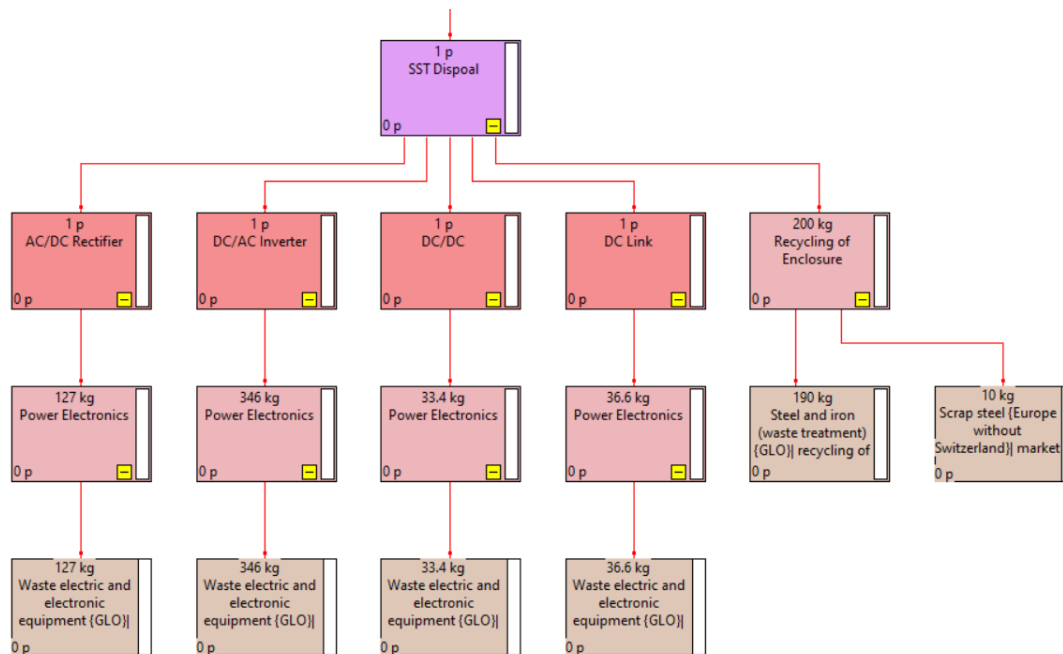 1 p
SST Dispoal
0 p
1 p
AC/DC Rectifier
0 p
1 p
DC/AC Inverter
0 p
1 p
DC/DC
0 p
1 p
DC Link
0 p
200 kg
Recycling of
Enclosure
0 p
127 kg
Power Electronics
0 p
346 kg
Power Electronics
0 p
33.4 kg
Power Electronics
0 p
36.6 kg
Power Electronics
0 p
190 kg
Steel and iron
(waste treatment)
{GLO}| recycling of
0 p
10 kg
Scrap steel {Europe
without
Switzerland}| market
0 p
127 kg
Waste electric and
electronic
equipment {GLO}|
0 p
346 kg
Waste electric and
electronic
equipment {GLO}|
0 p
33.4 kg
Waste electric and
electronic
equipment {GLO}|
0 p
36.6 kg
Waste electric and
electronic
equipment {GLO}|
0 p